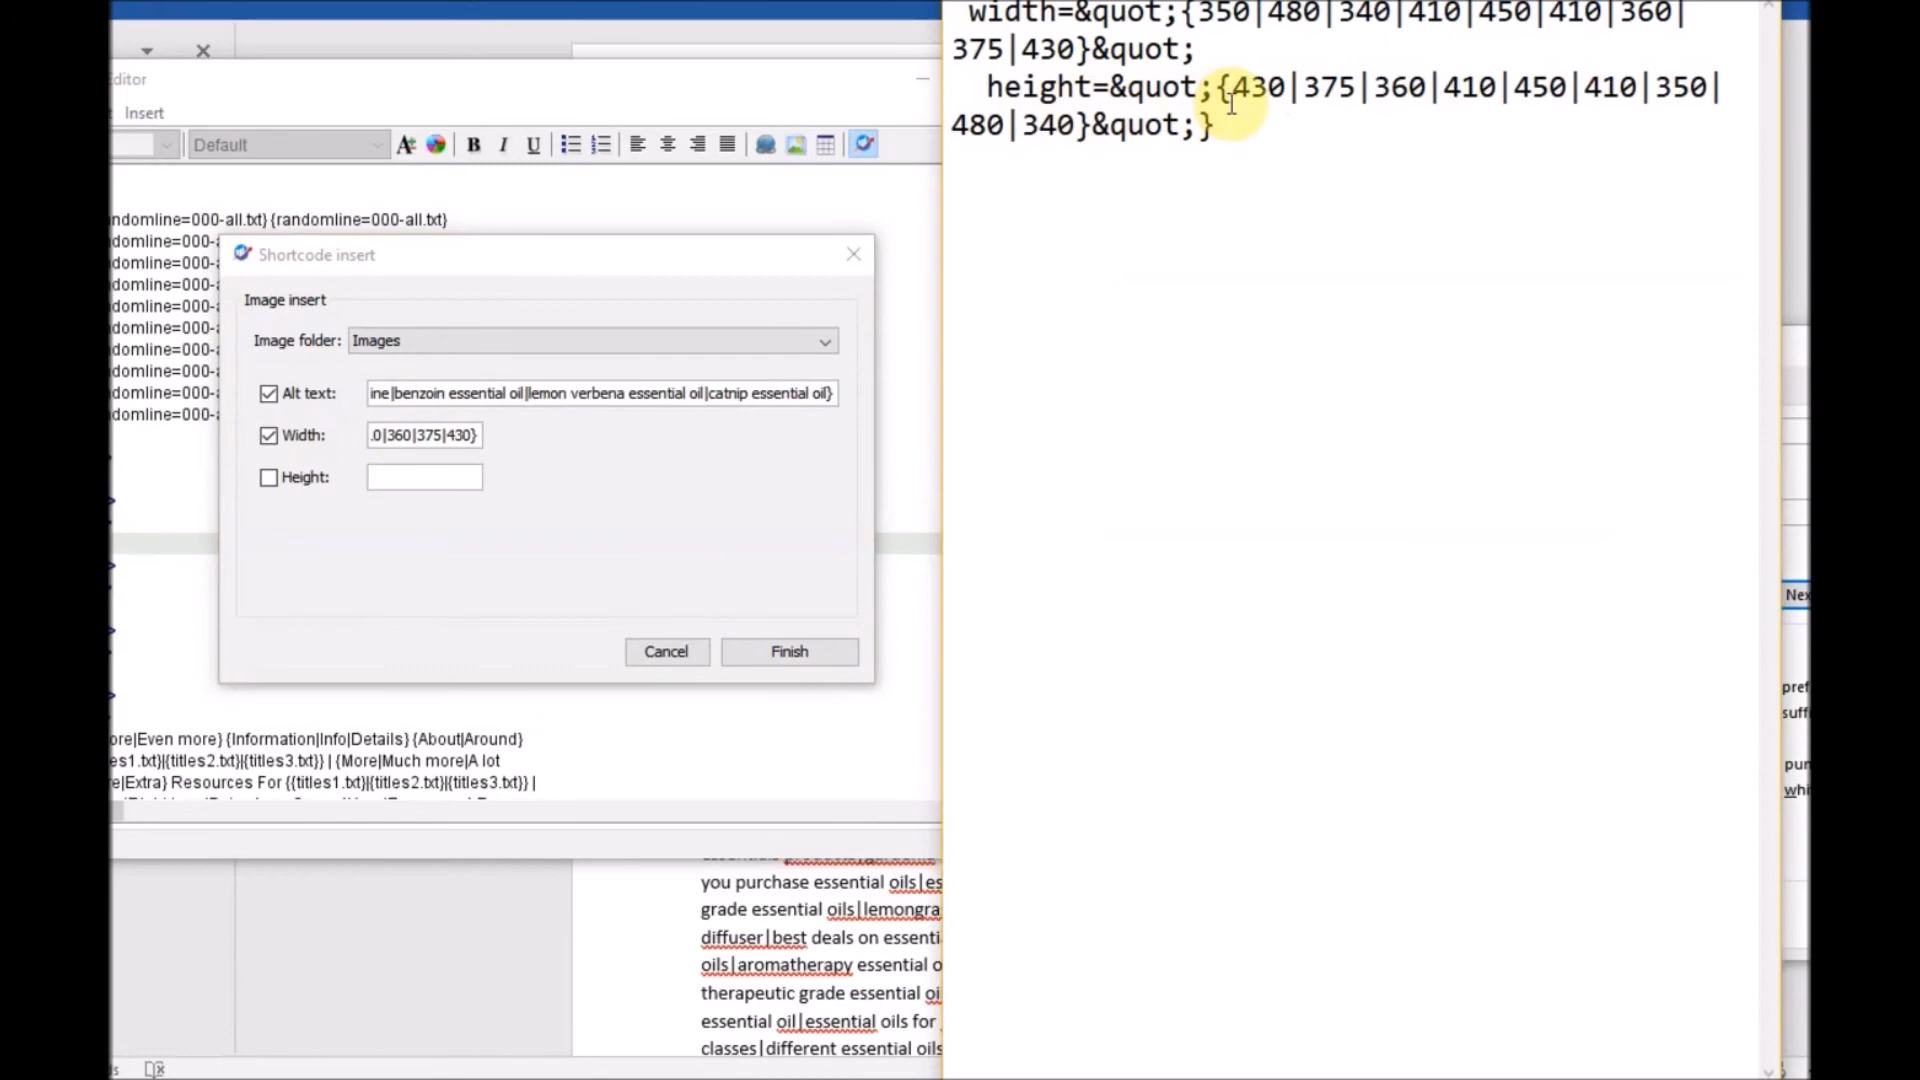 width=&quot;{350|480|340|410|450|410|360|
375|430}&quot;
height=&quot;{430|375|360|410|450|410|350|
480|340}&quot;}
ditor
Insert
Default
B I U
ndomline=000-all.txt} {randomline=000-all.txt}
domline=000-a
domline=000-
domline=000-
domline=000-a
domline=000-
domline=000-a
domline=000-
domline=000-a
domline=000-
Shortcode insert
Image insert
Image folder: Images
Alt text: ine|benzoin essential oil|lemon verbena essential oil|catnip essential oil}
Width: .0|360|375|430}
Height:
Cancel
Finish
ore|Even more} {Information|Info|Details} {About|Around}
es1.txt}|{titles2.txt}|{titles3.txt}} | {More|Much more|A lot
e|Extra} Resources For {{titles1.txt}|{titles2.txt}|{titles3.txt}} |
you purchase essential oils|es
grade essential oils|lemongra
diffuser|best deals on essenti
oils|aromatherapy essential o
therapeutic grade essential oi
essential oil|essential oils for
classes|different essential oils
Nex
pref
suffi
pun
whi